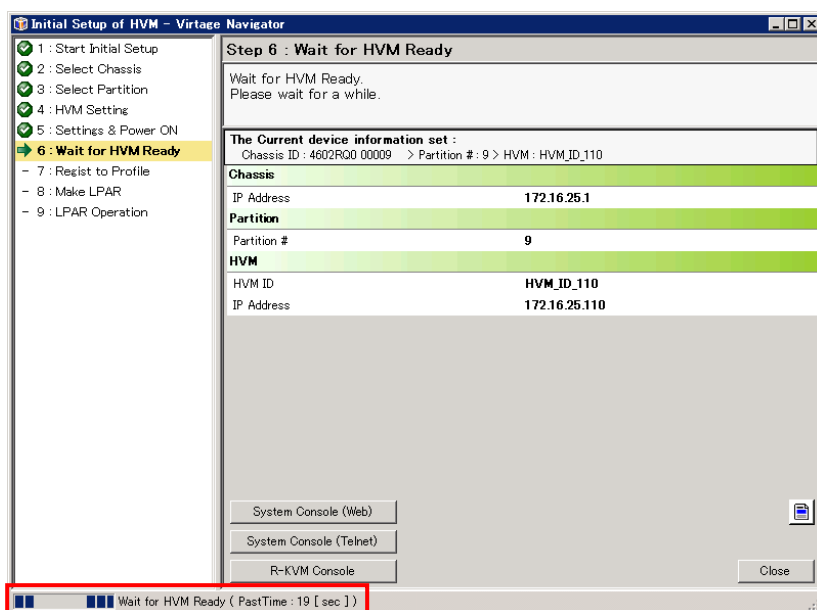 Initial Setup of HVM - Virtage Navigator
1 : Start Initial Setup
2 : Select Chassis
3 : Select Partition
4 : HVM Setting
5 : Settings & Power ON
6 : Wait for HVM Ready
- 7 : Regist to Profile
- 8 : Make LPAR
- 9 : LPAR Operation
Step 6 : Wait for HVM Ready
Wait for HVM Ready.
Please wait for a while.
The Current device information set :
Chassis ID : 4602RQ0 00009 > Partition # : 9 > HVM : HVM_ID_110
Chassis
IP Address 172.16.25.1
Partition
Partition # 9
HVM
HVM ID HVM_ID_110
IP Address 172.16.25.110
System Console (Web)
System Console (Telnet)
R-KVM Console
Close
Wait for HVM Ready ( PastTime : 19 [ sec ] )